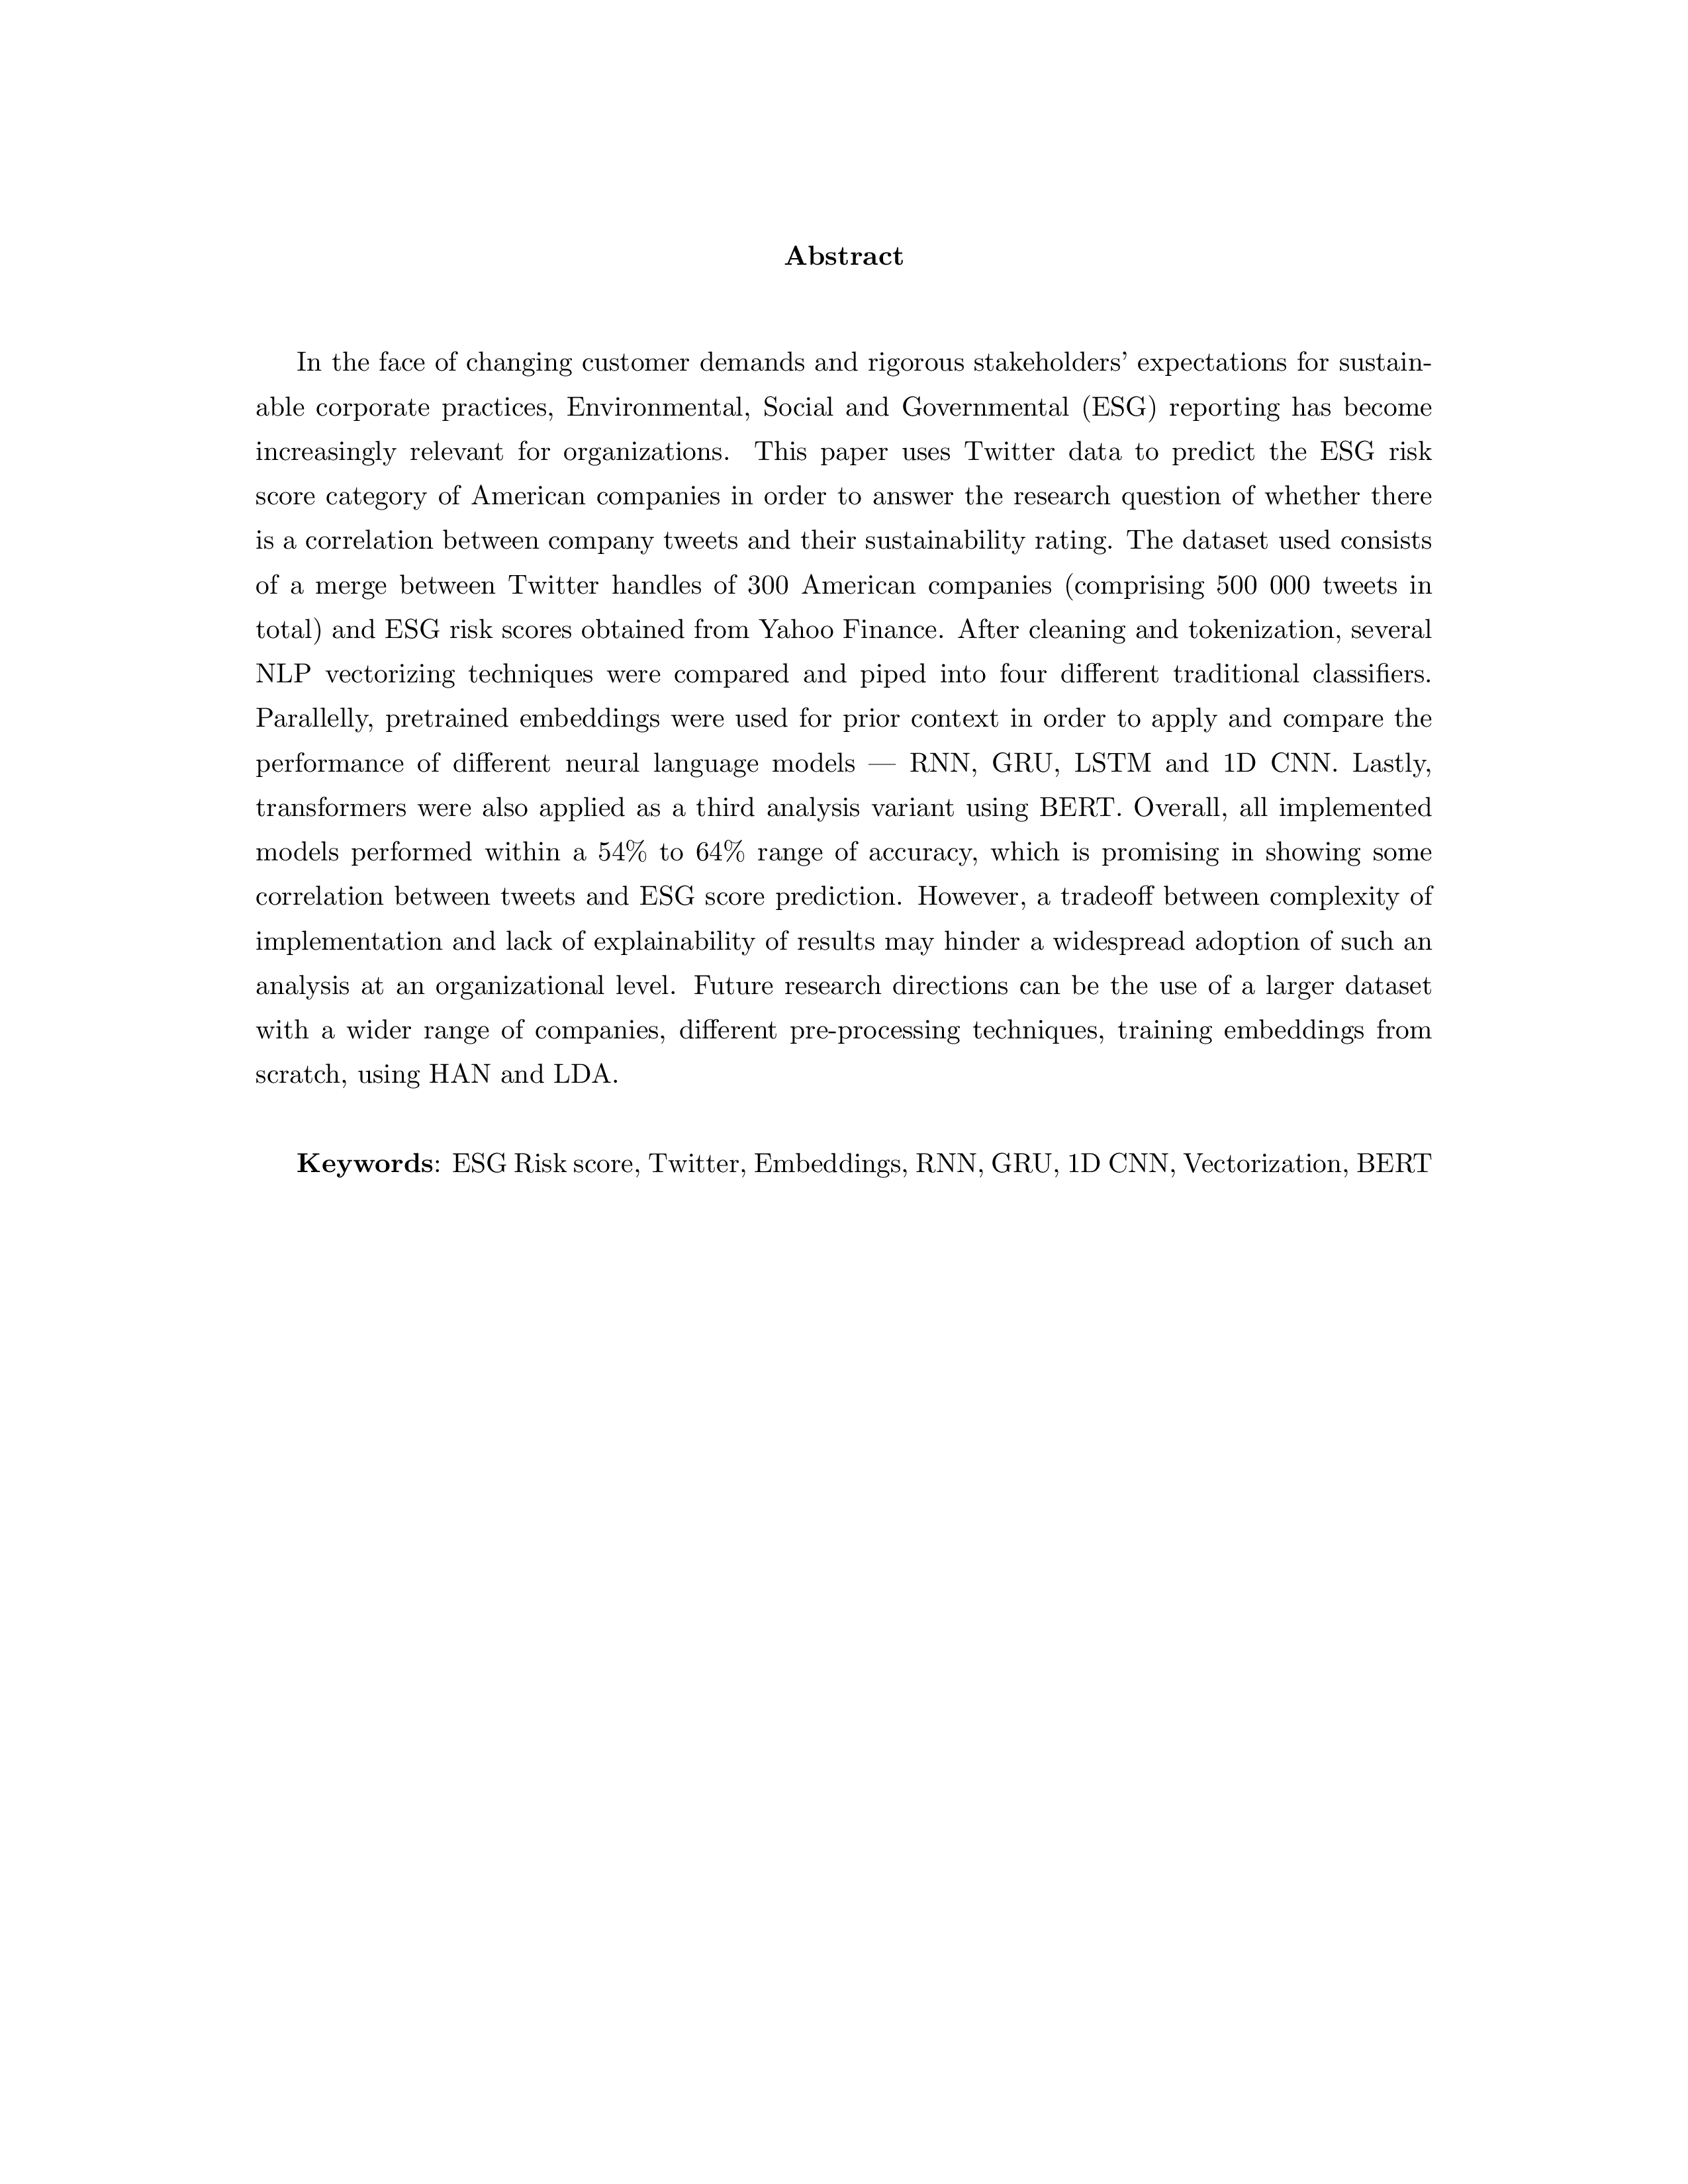 Abstract
In the face of changing customer demands and rigorous stakeholders' expectations for sustain-
able corporate practices, Environmental, Social and Governmental (ESG) reporting has become
increasingly relevant for organizations. This paper uses Twitter data to predict the ESG risk
score category of American companies in order to answer the research question of whether there
is a correlation between company tweets and their sustainability rating. The dataset used consists
of a merge between Twitter handles of 300 American companies (comprising 500 000 tweets in
total) and ESG risk scores obtained from Yahoo Finance. After cleaning and tokenization, several
NLP vectorizing techniques were compared and piped into four different traditional classifiers.
Parallelly, pretrained embeddings were used for prior context in order to apply and compare the
performance of different neural language models — RNN, GRU, LSTM and 1D CNN. Lastly,
transformers were also applied as a third analysis variant using BERT. Overall, all implemented
models performed within a 54% to 64% range of accuracy, which is promising in showing some
correlation between tweets and ESG score prediction. However, a tradeoff between complexity of
implementation and lack of explainability of results may hinder a widespread adoption of such an
analysis at an organizational level. Future research directions can be the use of a larger dataset
with a wider range of companies, different pre-processing techniques, training embeddings from
scratch, using HAN and LDA.
Keywords: ESG Risk score, Twitter, Embeddings, RNN, GRU, 1D CNN, Vectorization, BERT